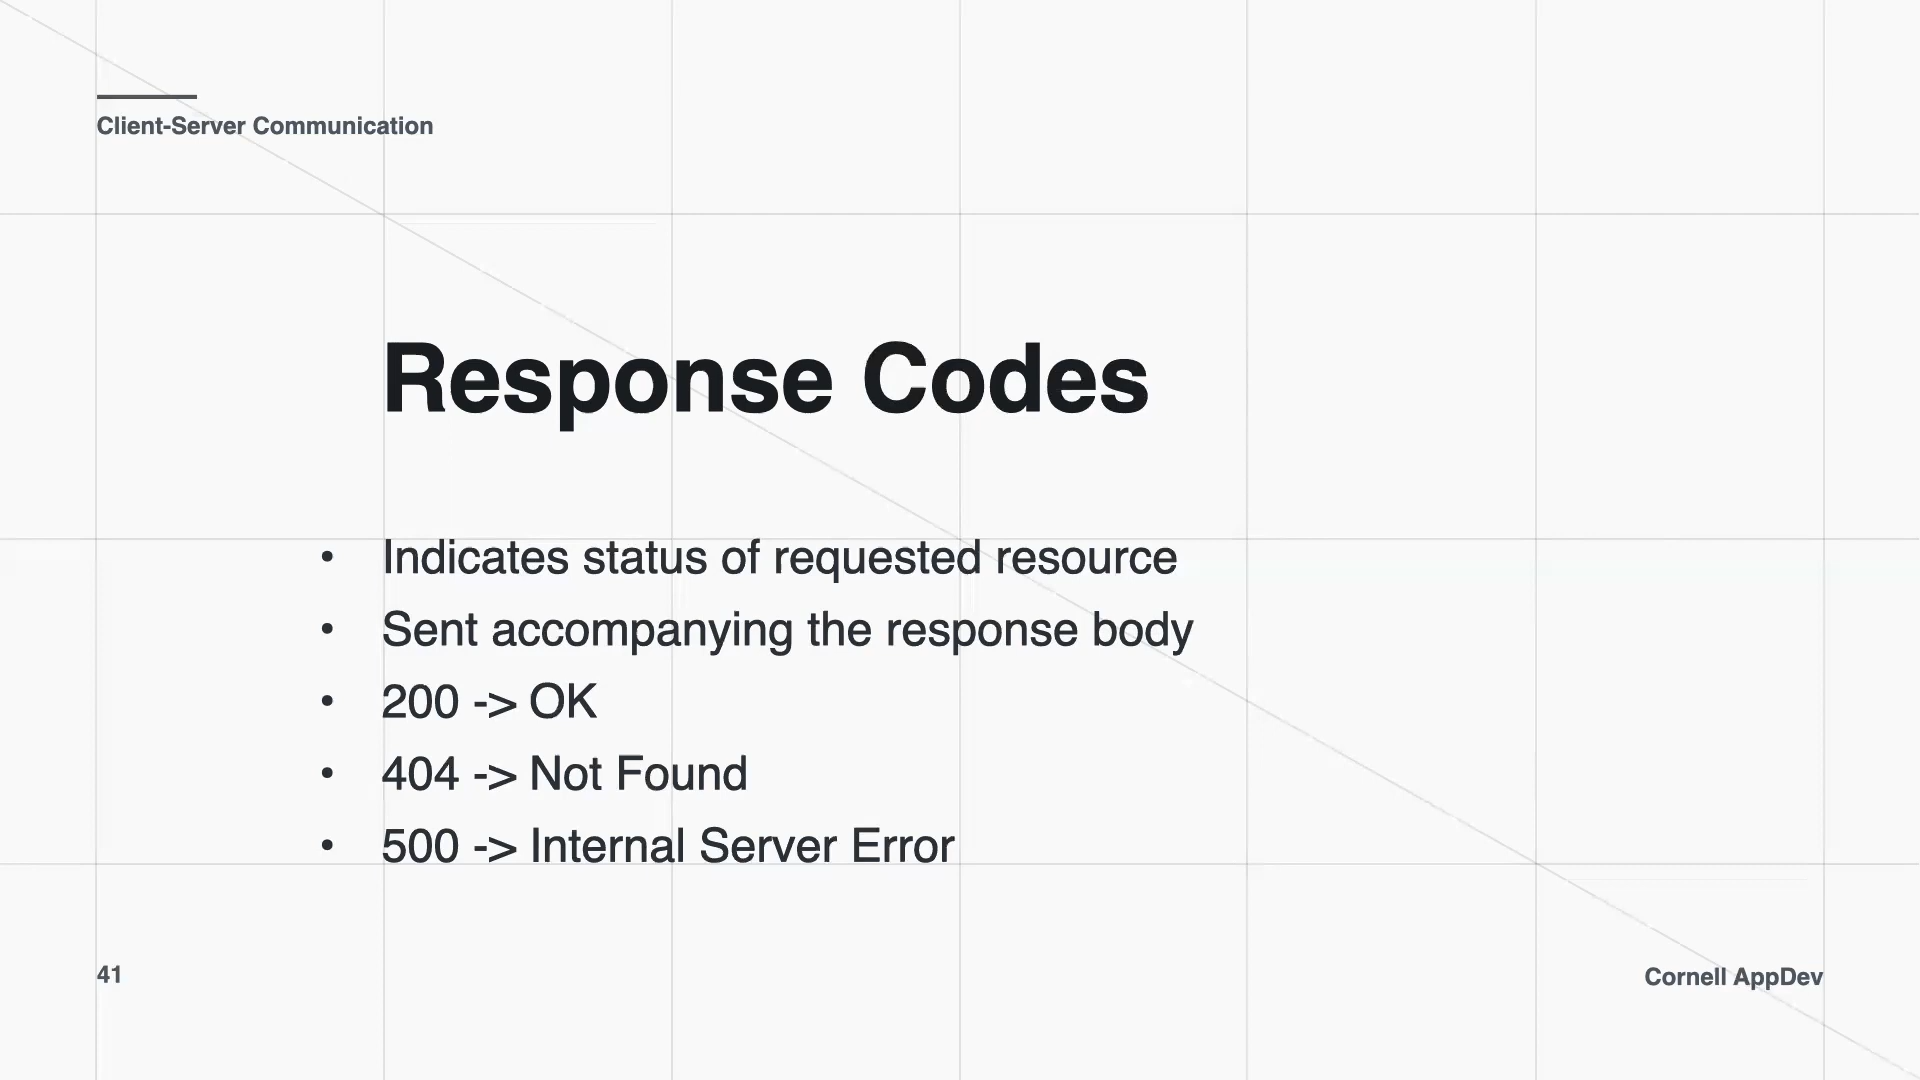 Client-Server Communication
Response Codes
• Indicates status of requested resource
• Sent accompanying the response body
• 200 -> OK
• 404 -> Not Found
• 500 -> Internal Server Error
41
Cornell AppDev